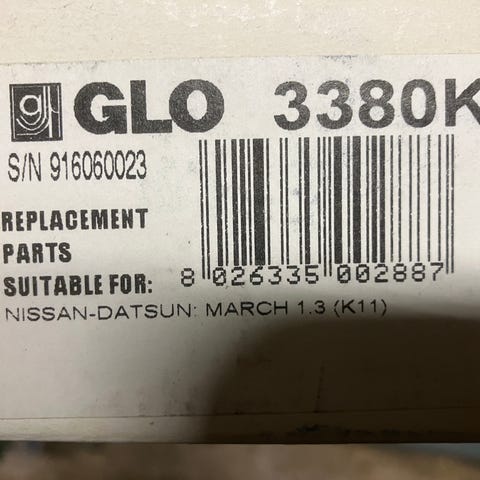 g GLO 3380K
S/N 916060023
REPLACEMENT
PARTS
SUITABLE FOR:
8 026335 002887
NISSAN-DATSUN: MARCH 1.3 (K11)